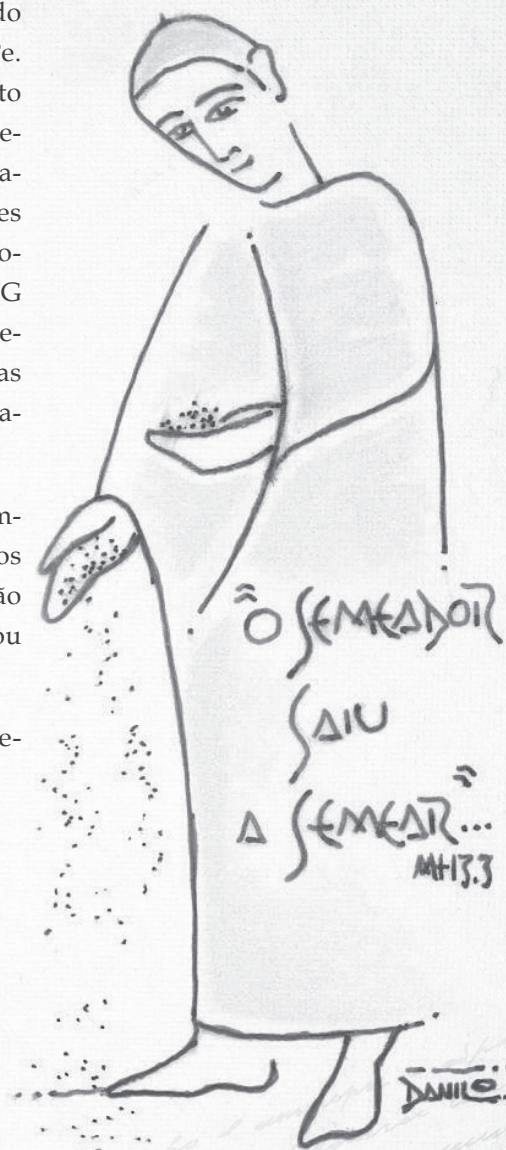 do
e.
to
e-
a-
es
o-
G
e-
as
a-
m-
os
ão
ou
e-
"O SEMEADOR
SAIU
A SEMEAR"...
Mt13.3
DANILO.